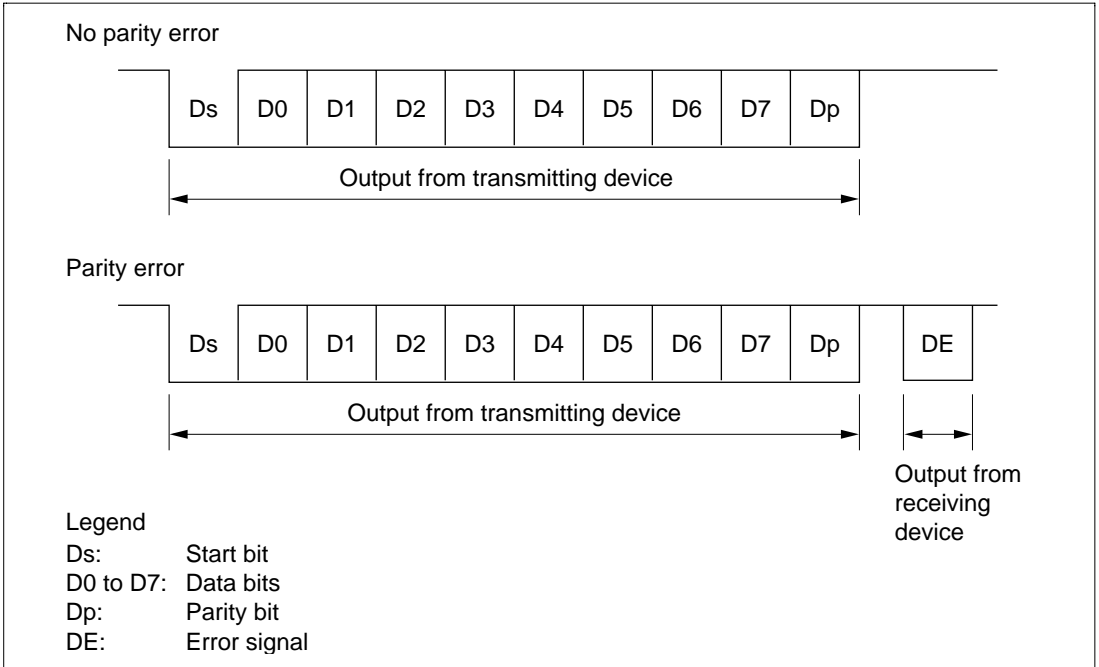 No parity error
Ds D0 D1 D2 D3 D4 D5 D6 D7 Dp
Output from transmitting device
Parity error
Ds D0 D1 D2 D3 D4 D5 D6 D7 Dp DE
Output from transmitting device
Output from
receiving
device
Legend
Ds: Start bit
D0 to D7: Data bits
Dp: Parity bit
DE: Error signal